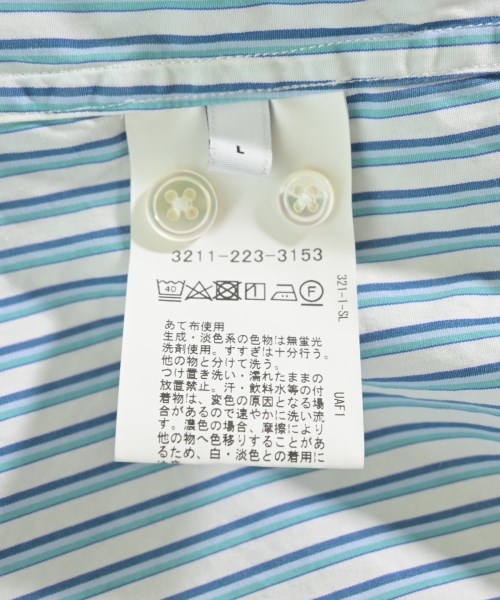 L
3211-223-3153
40 F
あて布使用
生成・淡色系の色物は無蛍光
洗剤使用。すすぎは十分行う。
他の物と分けて洗う。
つけ置き洗い・濡れたままの
放置禁止。汗・飲料水等の付
着物は、変色の原因となる場
合があるので速やかに洗い流
す。濃色の場合、摩擦により
他の物へ色移りすることがあ
るため、白・淡色との着用に
321-1-SL
UAF1